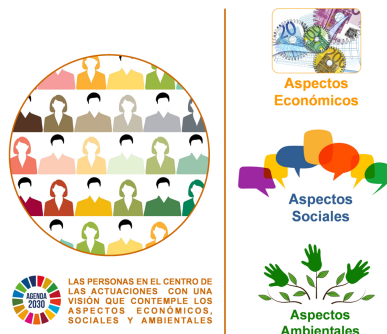 Aspectos
Económicos
Aspectos
Sociales
AGENDA
2030
LAS PERSONAS EN EL CENTRO DE
LAS ACTUACIONES CON UNA
VISIÓN QUE CONTEMPLE LOS
ASPECTOS ECONÓMICOS,
SOCIALES Y AMBIENTALES
Aspectos
Ambientales